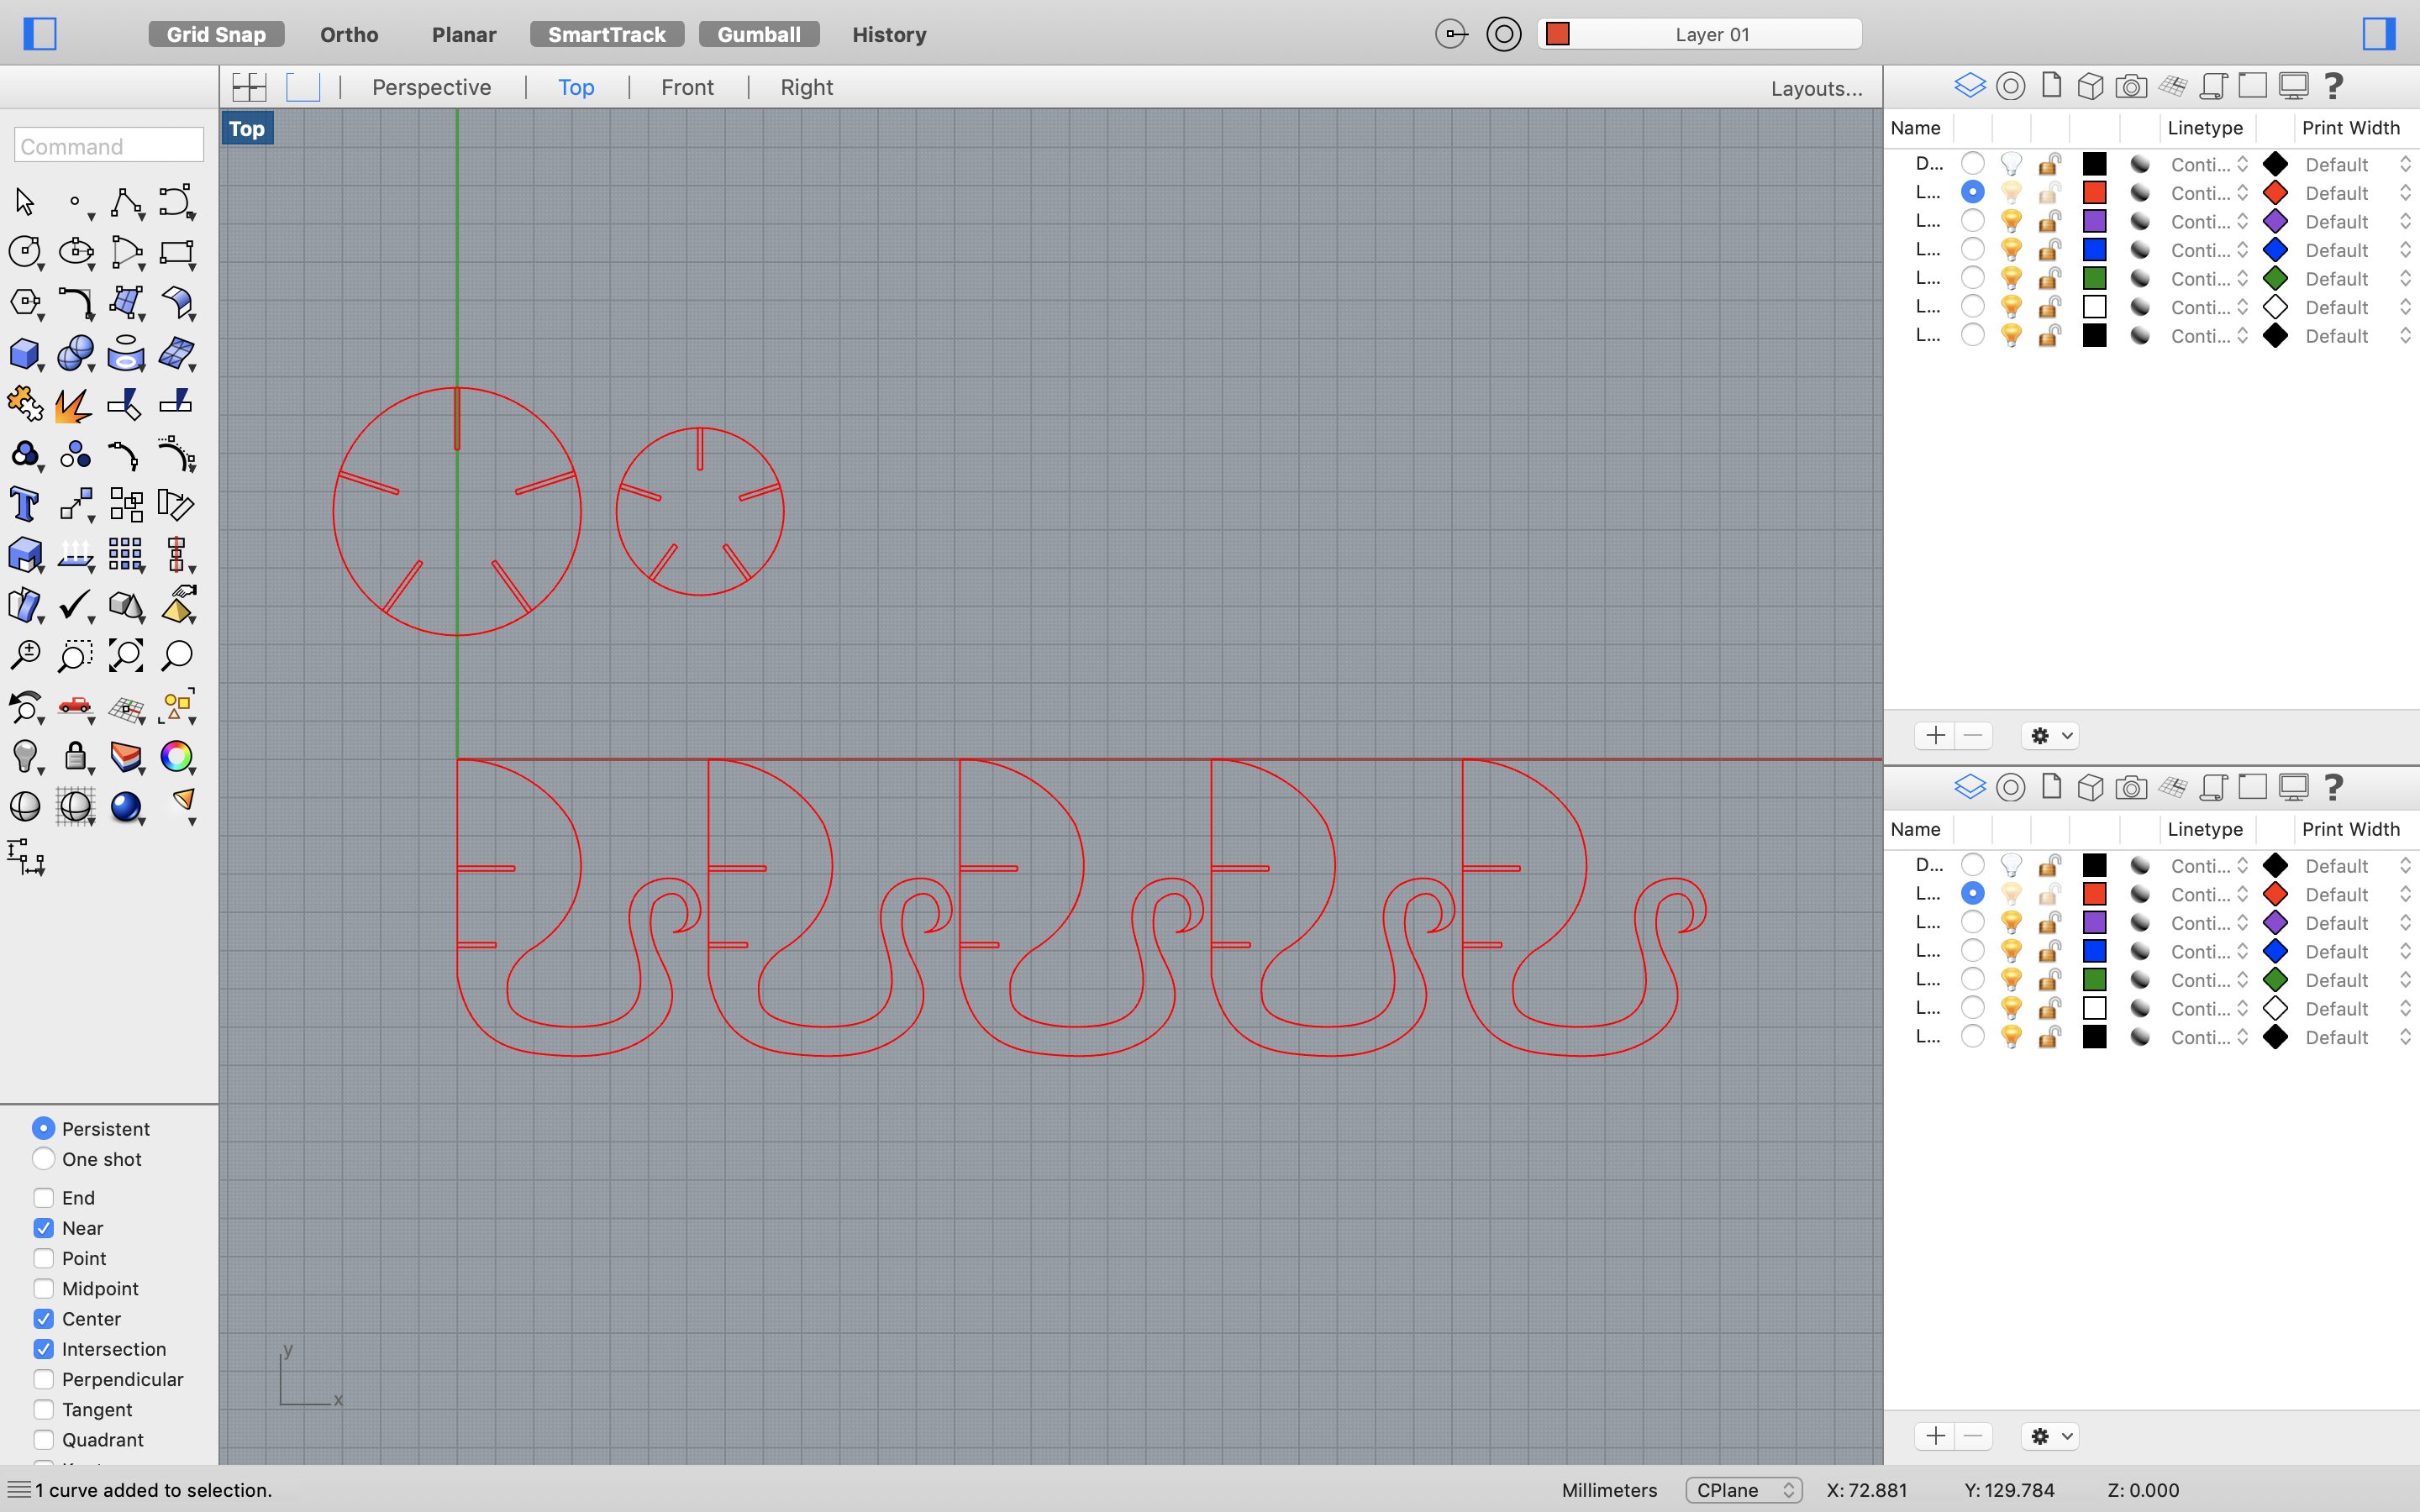 Grid Snap Ortho Planar SmartTrack Gumball History Layer 01
Perspective Top Front Right Layouts...
Top
Command
Name Linetype Print Width
D... Conti... Default
L... Conti... Default
L... Conti... Default
L... Conti... Default
L... Conti... Default
L... Conti... Default
L... Conti... Default
Name Linetype Print Width
D... Conti... Default
L... Conti... Default
L... Conti... Default
L... Conti... Default
L... Conti... Default
L... Conti... Default
L... Conti... Default
Persistent
One shot
End
Near
Point
Midpoint
Center
Intersection
Perpendicular
Tangent
Quadrant
y
x
1 curve added to selection. Millimeters CPlane X: 72.881 Y: 129.784 Z: 0.000